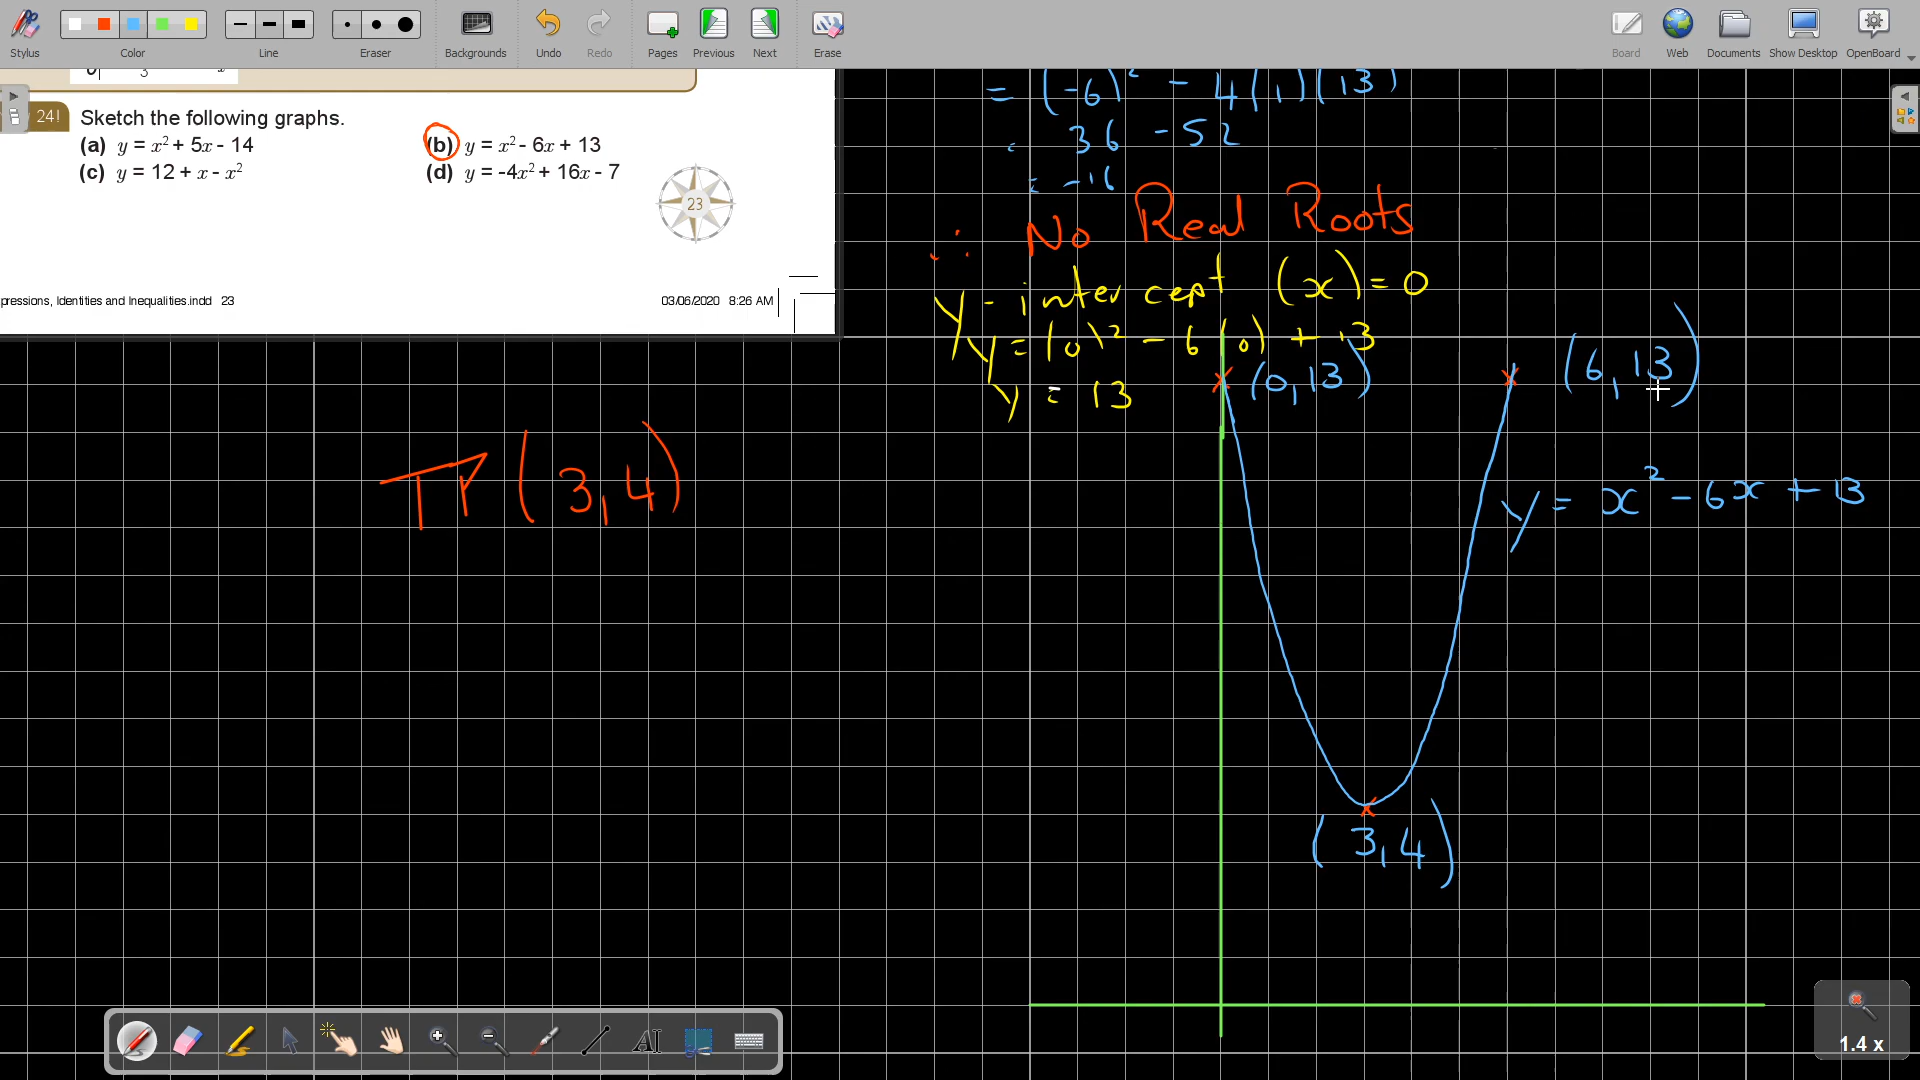 Stylus Color Line Eraser Backgrounds Undo Redo Pages Previous Next Erase Board Web Documents Show Desktop OpenBoard
24! Sketch the following graphs.
(a) y = x² + 5x - 14
(b) y = x² - 6x + 13
(c) y = 12 + x - x²
(d) y = -4x² + 16x - 7
23
pressions, Identities and Inequalities.indd 23
03/06/2020 8:26 AM
= (-6)² - 4(1)(13)
= 36 - 52
= -16
∴ No Real Roots
y-intercept (x) = 0
y = (0)² - 6(0) + 13
y = 13
(0,13)
(6,13)
TP (3,4)
y = x² - 6x + 13
(3,4)
1.4 x